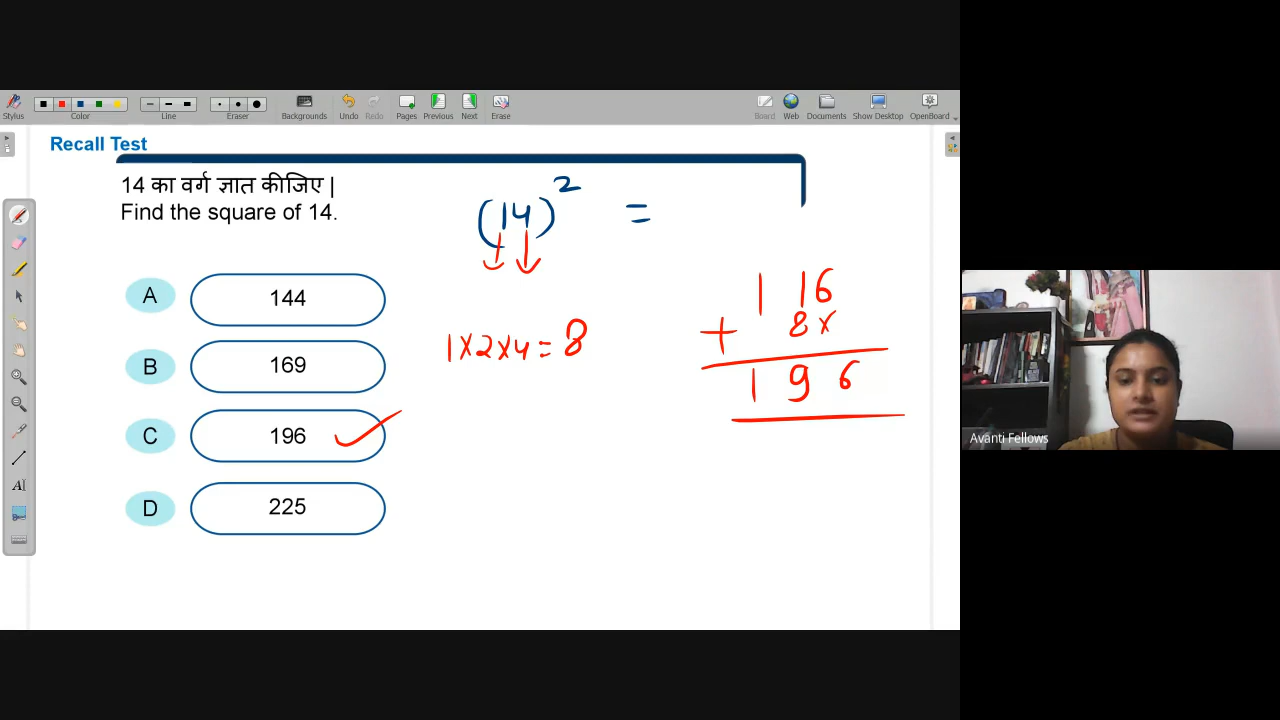 Stylus
Color
Line
Eraser
Backgrounds
Undo
Redo
Pages
Previous
Next
Erase
Board
Web
Documents
Show Desktop
OpenBoard
Recall Test
14 का वर्ग ज्ञात कीजिए |
Find the square of 14.
(14)² =
A 144
B 169
C 196
D 225
1x2x4=8
1 16
+ 8x
1 9 6
Avanti Fellows